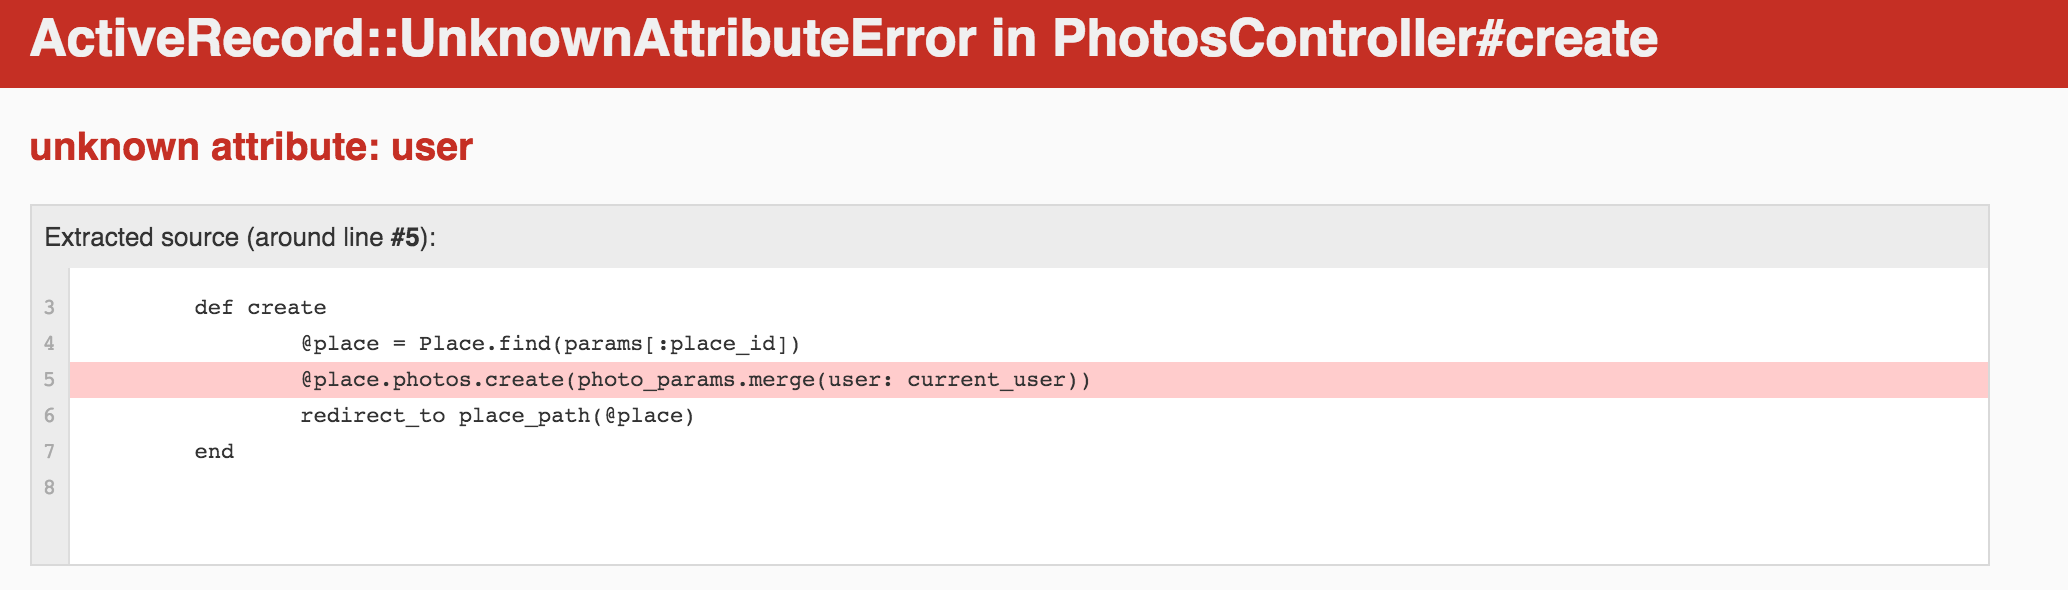 ActiveRecord::UnknownAttributeError in PhotosController#create
unknown attribute: user
Extracted source (around line #5):
3 def create
4 @place = Place.find(params[:place_id])
5 @place.photos.create(photo_params.merge(user: current_user))
6 redirect_to place_path(@place)
7 end
8